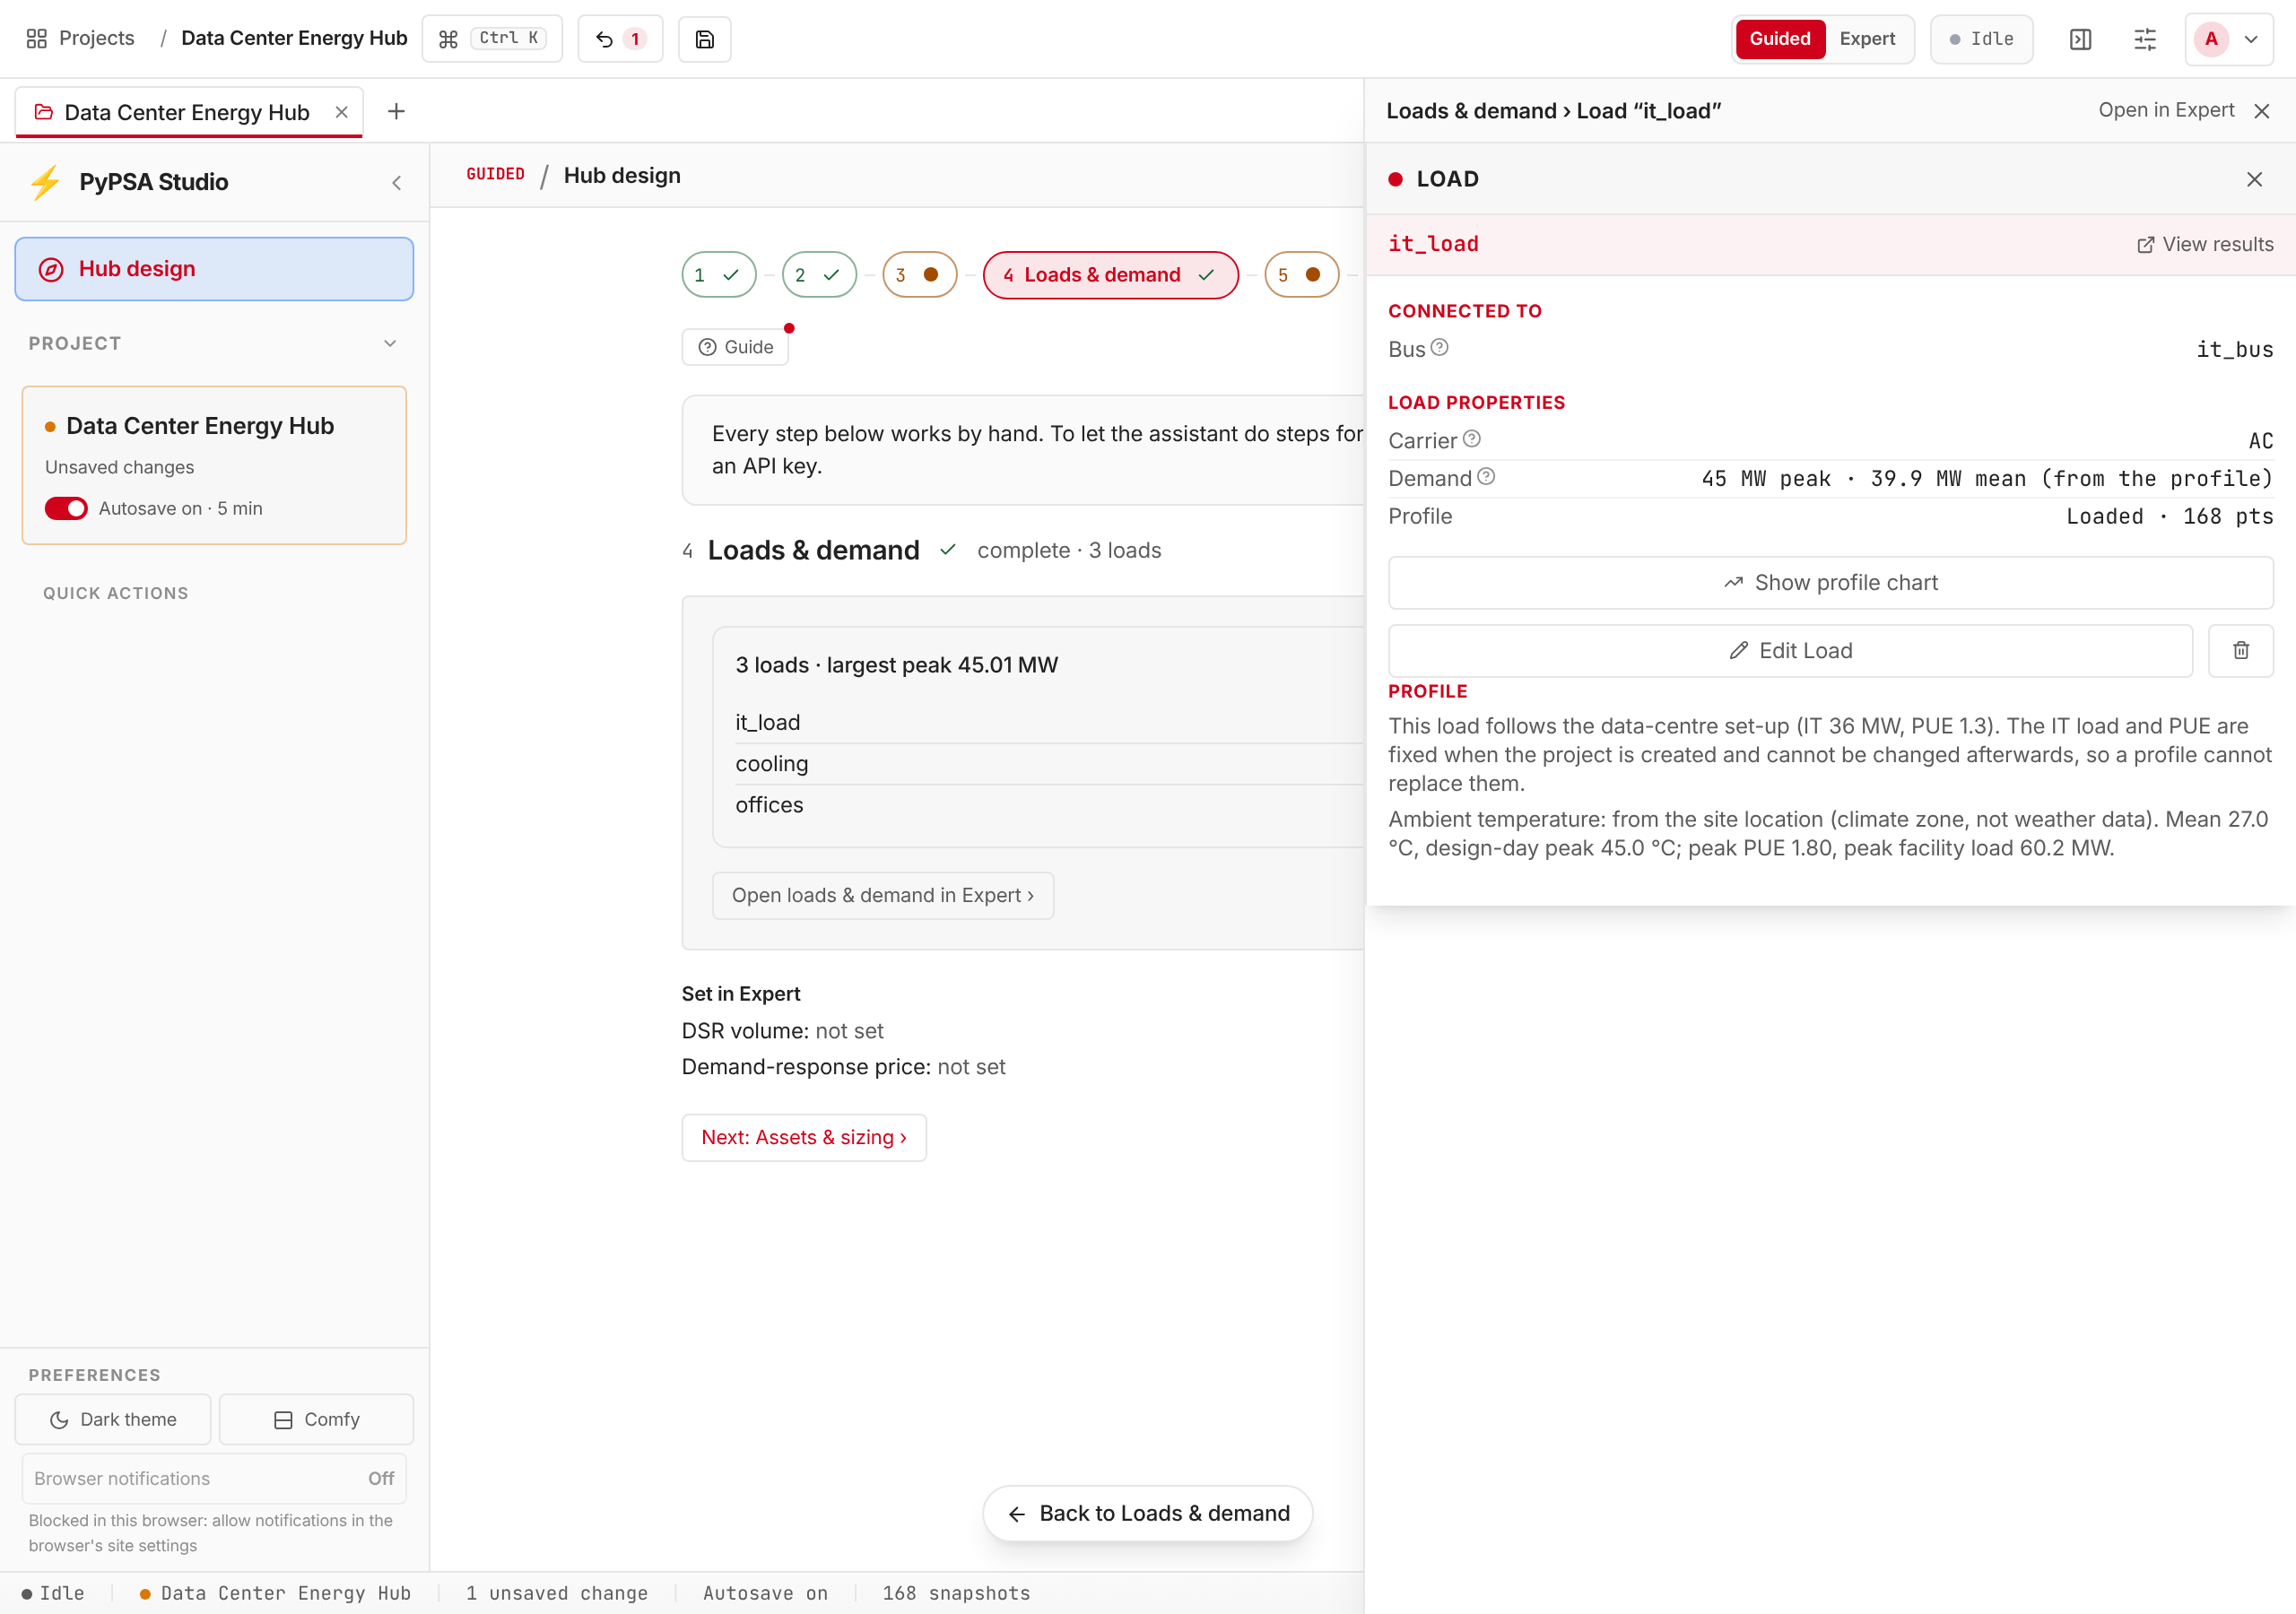 Projects / Data Center Energy Hub
Ctrl K
1
Guided
Expert
Idle
A
Data Center Energy Hub
Loads & demand › Load “it_load”
Open in Expert
PyPSA Studio
GUIDED / Hub design
LOAD
Hub design
it_load
View results
1
2
3
4 Loads & demand
5
PROJECT
Guide
CONNECTED TO
Bus
it_bus
Data Center Energy Hub
Unsaved changes
Autosave on · 5 min
LOAD PROPERTIES
Carrier
AC
Demand
45 MW peak · 39.9 MW mean (from the profile)
Profile
Loaded · 168 pts
Every step below works by hand. To let the assistant do steps for
an API key.
4 Loads & demand complete · 3 loads
QUICK ACTIONS
Show profile chart
Edit Load
3 loads · largest peak 45.01 MW
it_load
cooling
offices
Open loads & demand in Expert ›
PROFILE
This load follows the data-centre set-up (IT 36 MW, PUE 1.3). The IT load and PUE are
fixed when the project is created and cannot be changed afterwards, so a profile cannot
replace them.
Ambient temperature: from the site location (climate zone, not weather data). Mean 27.0
°C, design-day peak 45.0 °C; peak PUE 1.80, peak facility load 60.2 MW.
Set in Expert
DSR volume: not set
Demand-response price: not set
Next: Assets & sizing ›
PREFERENCES
Dark theme
Comfy
Browser notifications
Off
Blocked in this browser: allow notifications in the
browser's site settings
Back to Loads & demand
Idle
Data Center Energy Hub
1 unsaved change
Autosave on
168 snapshots